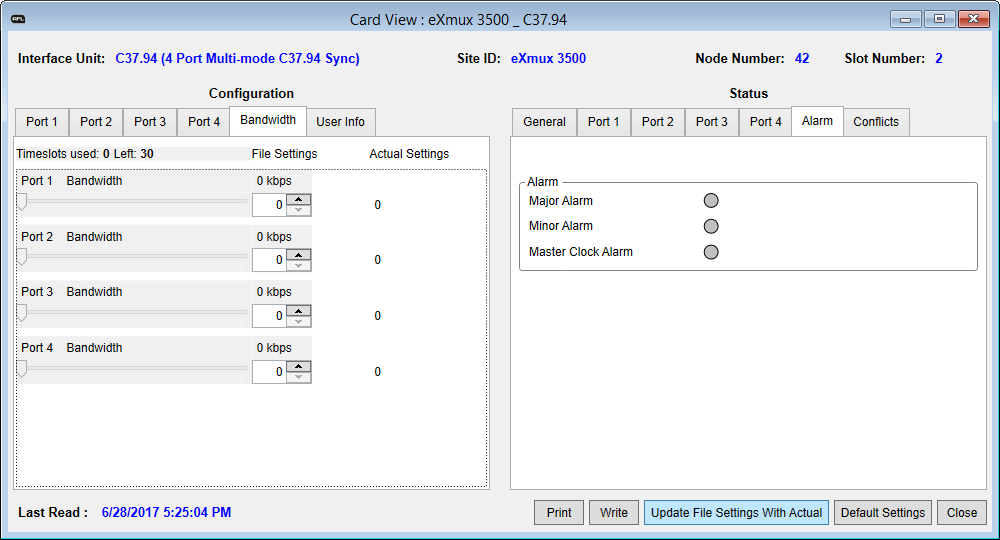 RFL
Card View : eXmux 3500 _ C37.94
Interface Unit: C37.94 (4 Port Multi-mode C37.94 Sync) Site ID: eXmux 3500 Node Number: 42 Slot Number: 2
Configuration
Port 1 Port 2 Port 3 Port 4 Bandwidth User Info
Timeslots used: 0 Left: 30 File Settings Actual Settings
Port 1 Bandwidth 0 kbps
0 0
Port 2 Bandwidth 0 kbps
0 0
Port 3 Bandwidth 0 kbps
0 0
Port 4 Bandwidth 0 kbps
0 0
Status
General Port 1 Port 2 Port 3 Port 4 Alarm Conflicts
Alarm
Major Alarm
Minor Alarm
Master Clock Alarm
Last Read : 6/28/2017 5:25:04 PM
Print Write Update File Settings With Actual Default Settings Close